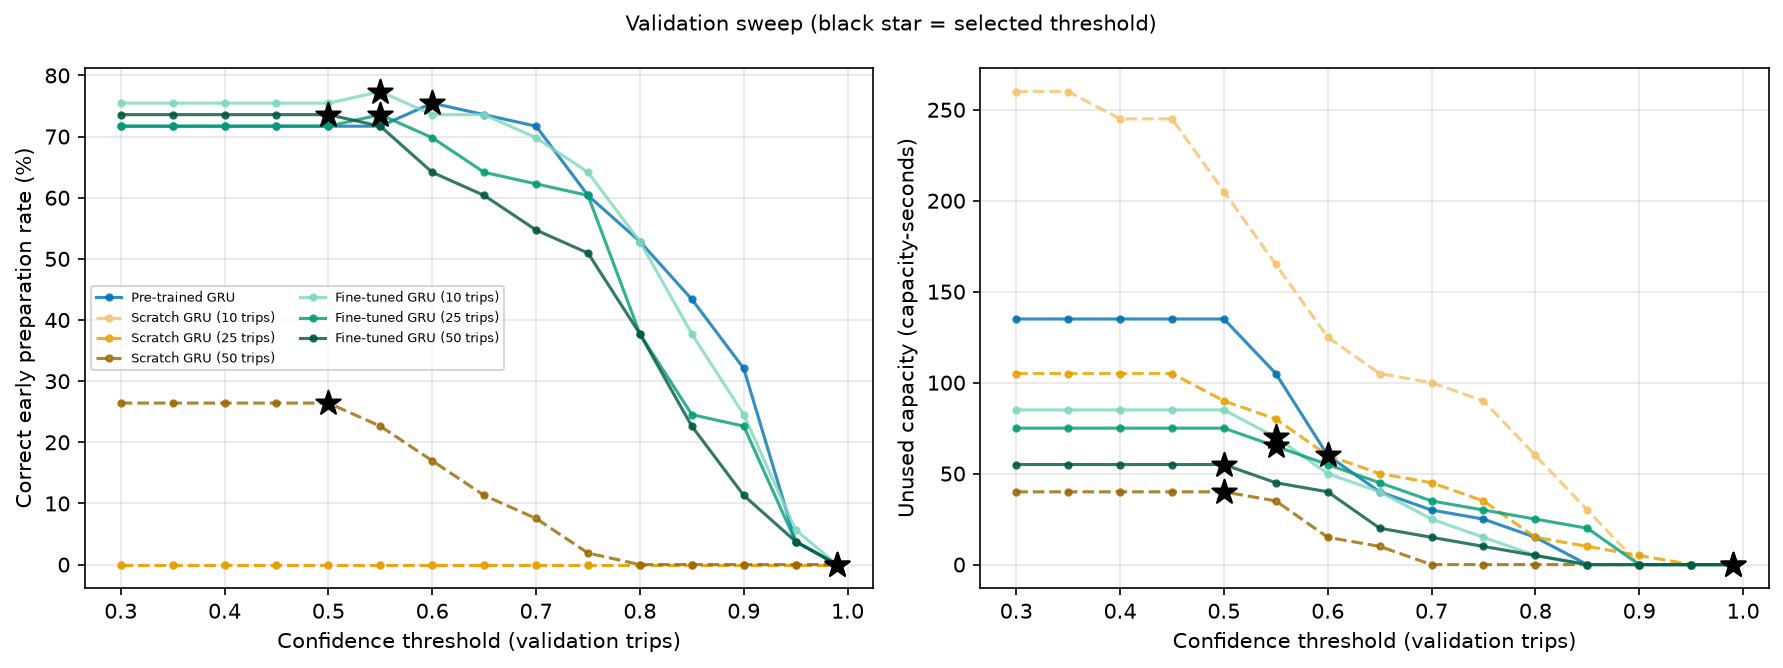 Validation sweep (black star = selected threshold)
Correct early preparation rate (%)
80
70
60
50
40
30
20
10
0
Pre-trained GRU
Scratch GRU (10 trips)
Scratch GRU (25 trips)
Scratch GRU (50 trips)
Fine-tuned GRU (10 trips)
Fine-tuned GRU (25 trips)
Fine-tuned GRU (50 trips)
0.3 0.4 0.5 0.6 0.7 0.8 0.9 1.0
Confidence threshold (validation trips)
Unused capacity (capacity-seconds)
250
200
150
100
50
0
0.3 0.4 0.5 0.6 0.7 0.8 0.9 1.0
Confidence threshold (validation trips)